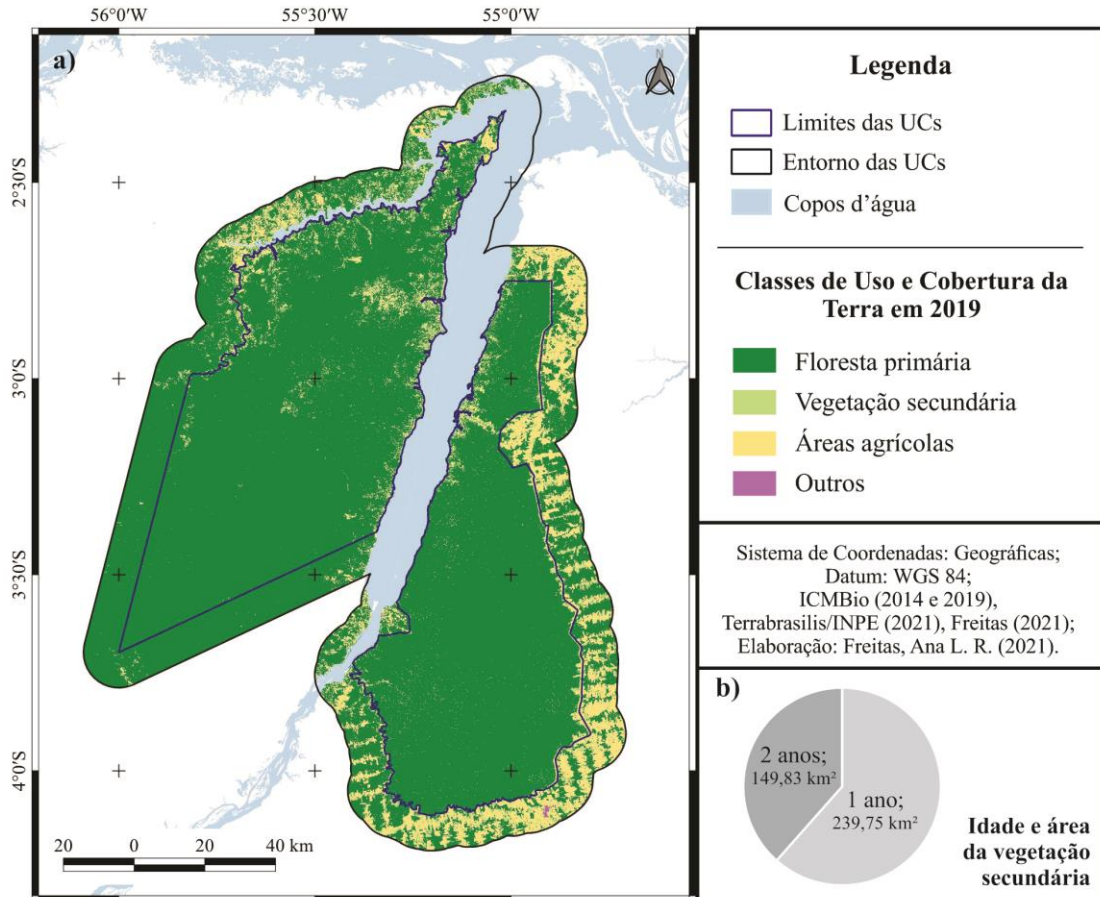 56°0'W 55°30'W 55°0'W
a)
N
2°30'S
3°0'S
3°30'S
4°0'S
20 0 20 40 km
Legenda
Limites das UCs
Entorno das UCs
Copos d'água
Classes de Uso e Cobertura da
Terra em 2019
Floresta primária
Vegetação secundária
Áreas agrícolas
Outros
Sistema de Coordenadas: Geográficas;
Datum: WGS 84;
ICMBio (2014 e 2019),
Terrabrasilis/INPE (2021), Freitas (2021);
Elaboração: Freitas, Ana L. R. (2021).
b)
2 anos;
149,83 km²
1 ano;
239,75 km²
Idade e área
da vegetação
secundária